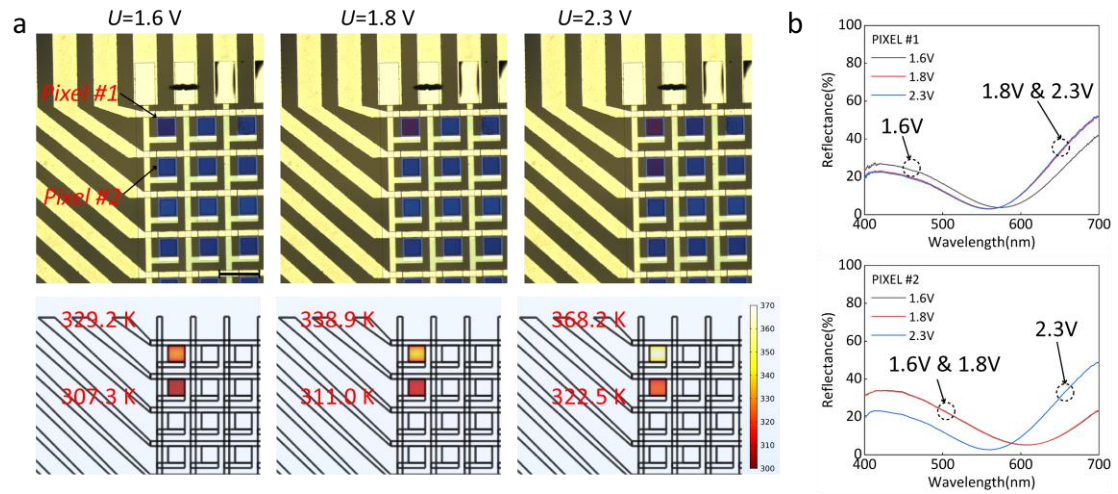 U=1.6 V
U=1.8 V
U=2.3 V
a
Pixel #1
Pixel #2
329.2 K
307.3 K
338.9 K
311.0 K
368.2 K
322.5 K
370
360
350
340
330
320
310
300
b
PIXEL #1
1.6V
1.8V
2.3V
1.6V
1.8V & 2.3V
Reflectance(%)
100
80
60
40
20
0
400
500
600
700
Wavelength(nm)
PIXEL #2
1.6V
1.8V
2.3V
1.6V & 1.8V
2.3V
Reflectance(%)
100
80
60
40
20
0
400
500
600
700
Wavelength(nm)